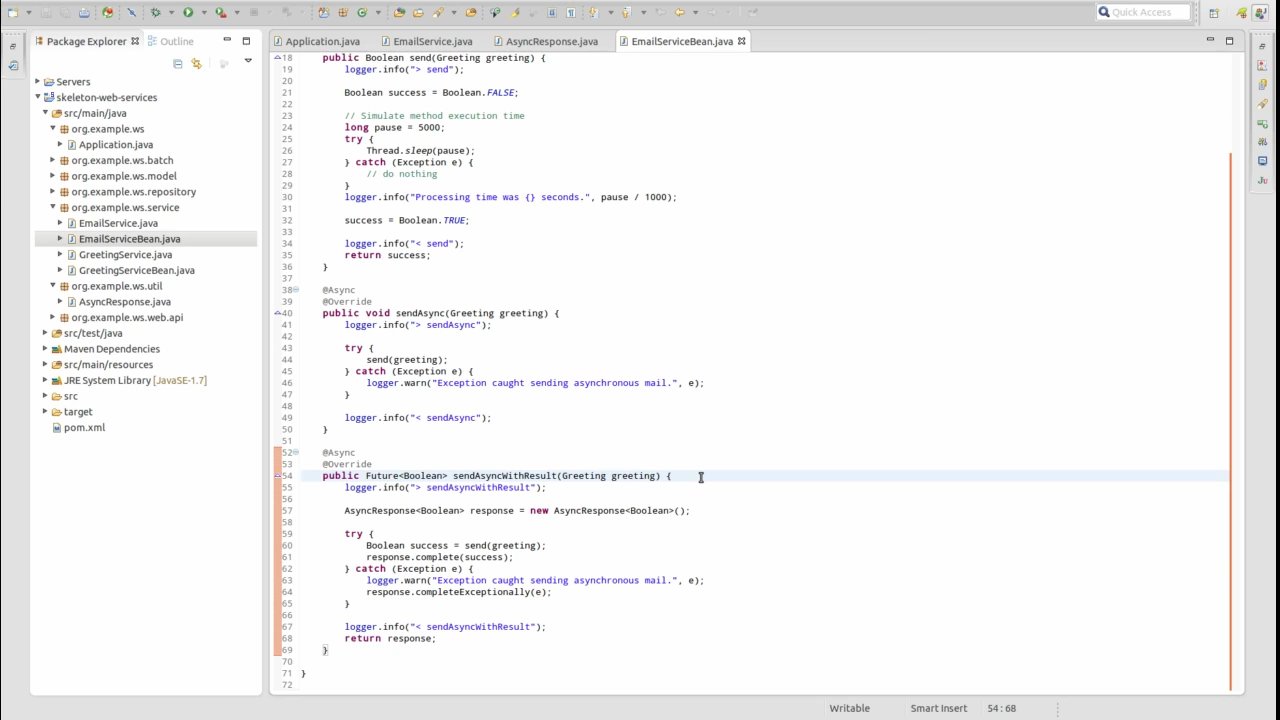 Quick Access
Package Explorer
Outline
Application.java
EmailService.java
AsyncResponse.java
EmailServiceBean.java
Servers
skeleton-web-services
src/main/java
org.example.ws
Application.java
org.example.ws.batch
org.example.ws.model
org.example.ws.repository
org.example.ws.service
EmailService.java
EmailServiceBean.java
GreetingService.java
GreetingServiceBean.java
org.example.ws.util
AsyncResponse.java
org.example.ws.web.api
src/test/java
Maven Dependencies
src/main/resources
JRE System Library [JavaSE-1.7]
src
target
pom.xml
18 public Boolean send(Greeting greeting) {
19 logger.info("> send");
20
21 Boolean success = Boolean.FALSE;
22
23 // Simulate method execution time
24 long pause = 5000;
25 try {
26 Thread.sleep(pause);
27 } catch (Exception e) {
28 // do nothing
29 }
30 logger.info("Processing time was {} seconds.", pause / 1000);
31
32 success = Boolean.TRUE;
33
34 logger.info("< send");
35 return success;
36 }
37
38 @Async
39 @Override
40 public void sendAsync(Greeting greeting) {
41 logger.info("> sendAsync");
42
43 try {
44 send(greeting);
45 } catch (Exception e) {
46 logger.warn("Exception caught sending asynchronous mail.", e);
47 }
48
49 logger.info("< sendAsync");
50 }
51
52 @Async
53 @Override
54 public Future<Boolean> sendAsyncWithResult(Greeting greeting) {
55 logger.info("> sendAsyncWithResult");
56
57 AsyncResponse<Boolean> response = new AsyncResponse<Boolean>();
58
59 try {
60 Boolean success = send(greeting);
61 response.complete(success);
62 } catch (Exception e) {
63 logger.warn("Exception caught sending asynchronous mail.", e);
64 response.completeExceptionally(e);
65 }
66
67 logger.info("< sendAsyncWithResult");
68 return response;
69 }
70
71 }
72
Writable
Smart Insert
54 : 68